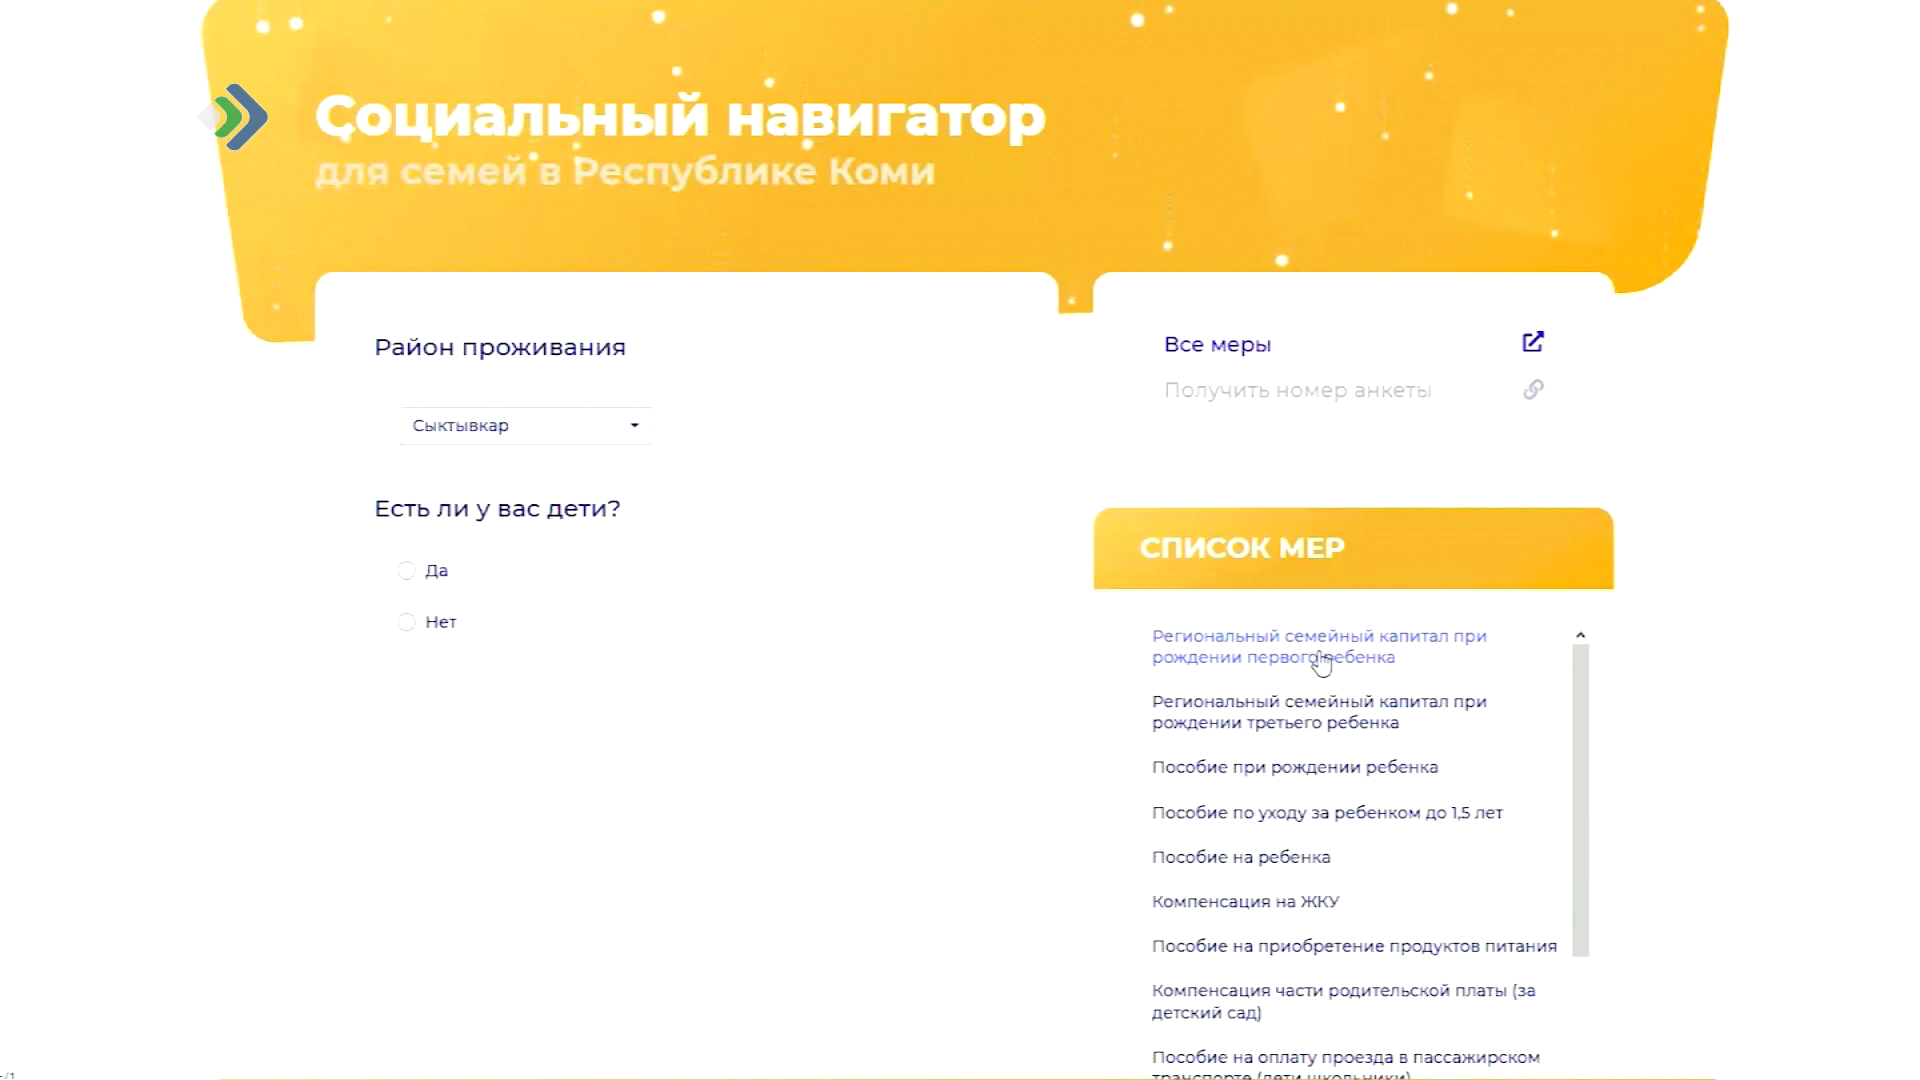 Социальный навигатор
для семей в Республике Коми
Район проживания
Сыктывкар
Есть ли у вас дети?
Да
Нет
Все меры
Получить номер анкеты
СПИСОК МЕР
Региональный семейный капитал при
рождении первого ребенка
Региональный семейный капитал при
рождении третьего ребенка
Пособие при рождении ребенка
Пособие по уходу за ребенком до 1,5 лет
Пособие на ребенка
Компенсация на ЖКУ
Пособие на приобретение продуктов питания
Компенсация части родительской платы (за
детский сад)
Пособие на оплату проезда в пассажирском
транспорте (дети школьники)